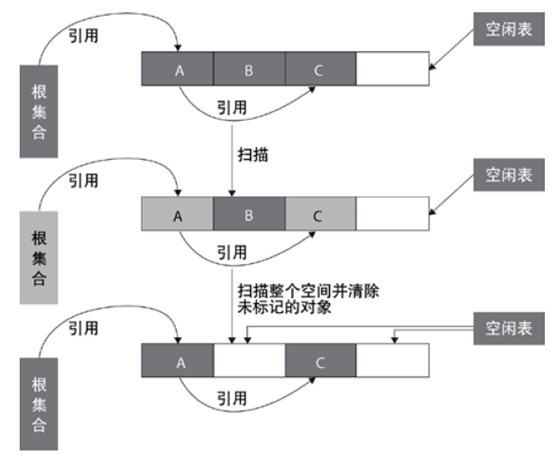 引用
空闲表
A B C
根集合
引用
扫描
引用
空闲表
A B C
根集合
引用
扫描整个空间并清除
未标记的对象
引用
空闲表
A C
根集合
引用